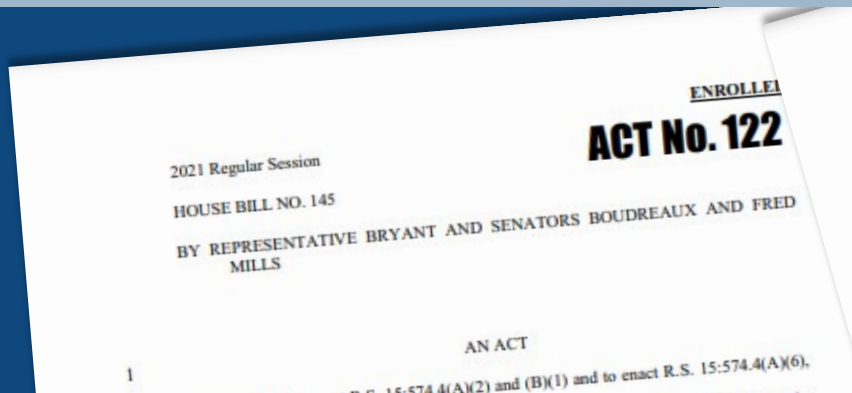 ENROLLE
ACT No. 122
2021 Regular Session
HOUSE BILL NO. 145
BY REPRESENTATIVE BRYANT AND SENATORS BOUDREAUX AND FRED
MILLS
AN ACT
1
R.S. 15:574.4(A)(2) and (B)(1) and to enact R.S. 15:574.4(A)(6),